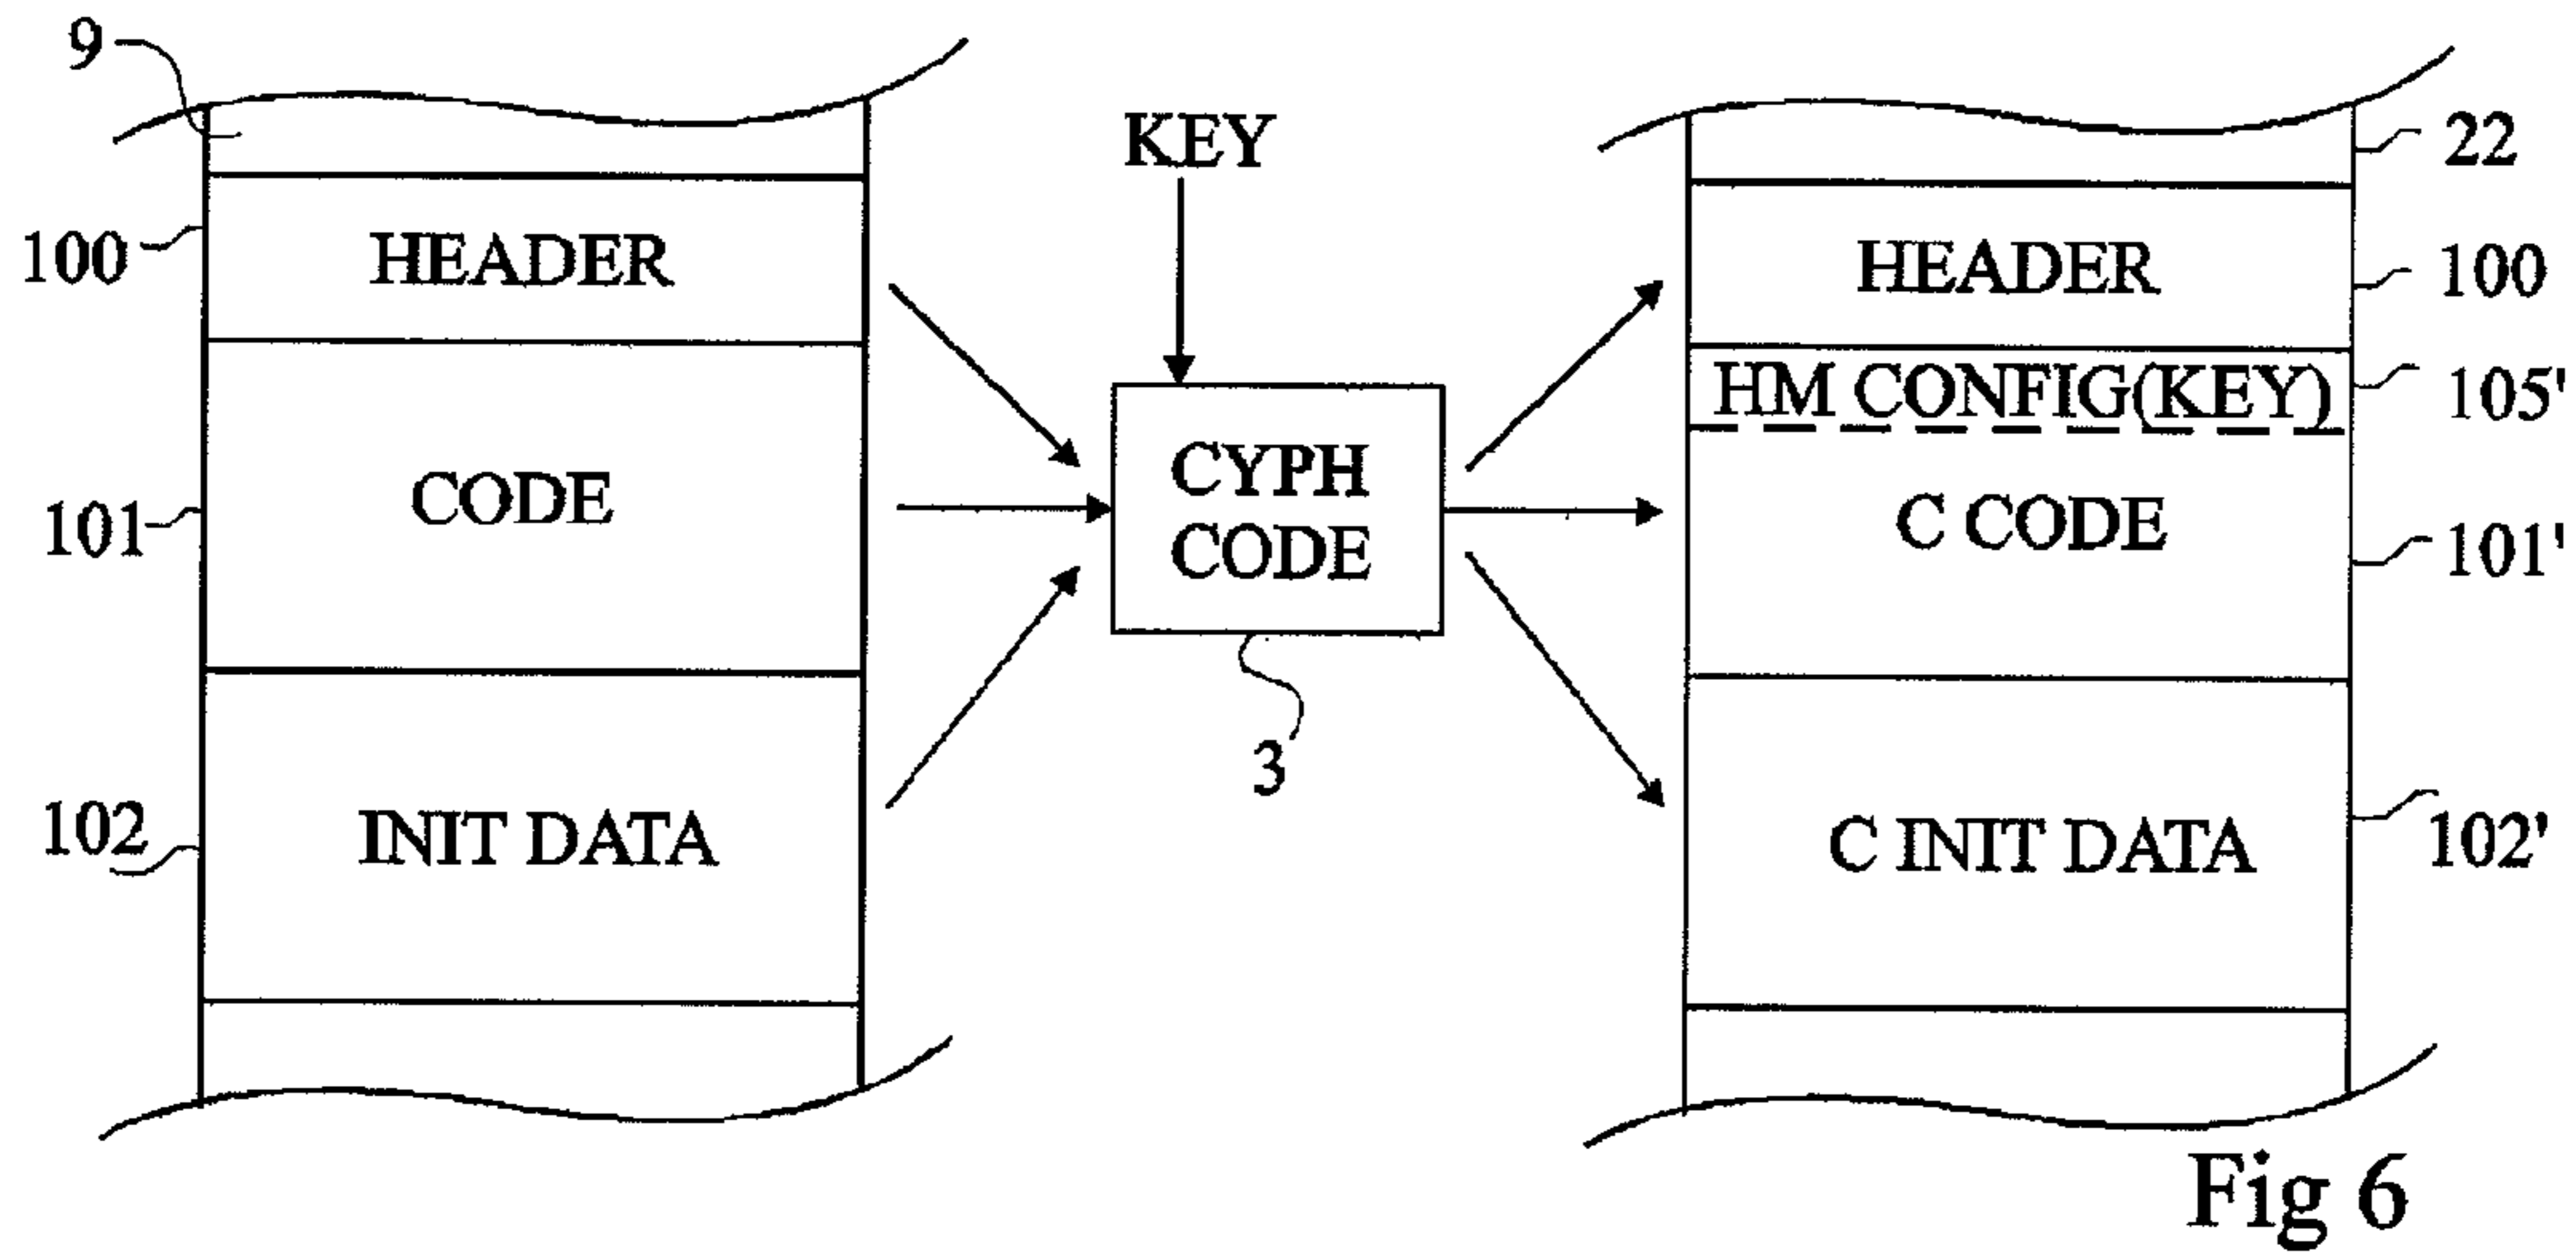 9
100
HEADER
101
CODE
102
INIT DATA
KEY
CYPH
CODE
3
22
HEADER
100
HM CONFIG(KEY)
105'
C CODE
101'
C INIT DATA
102'
Fig 6